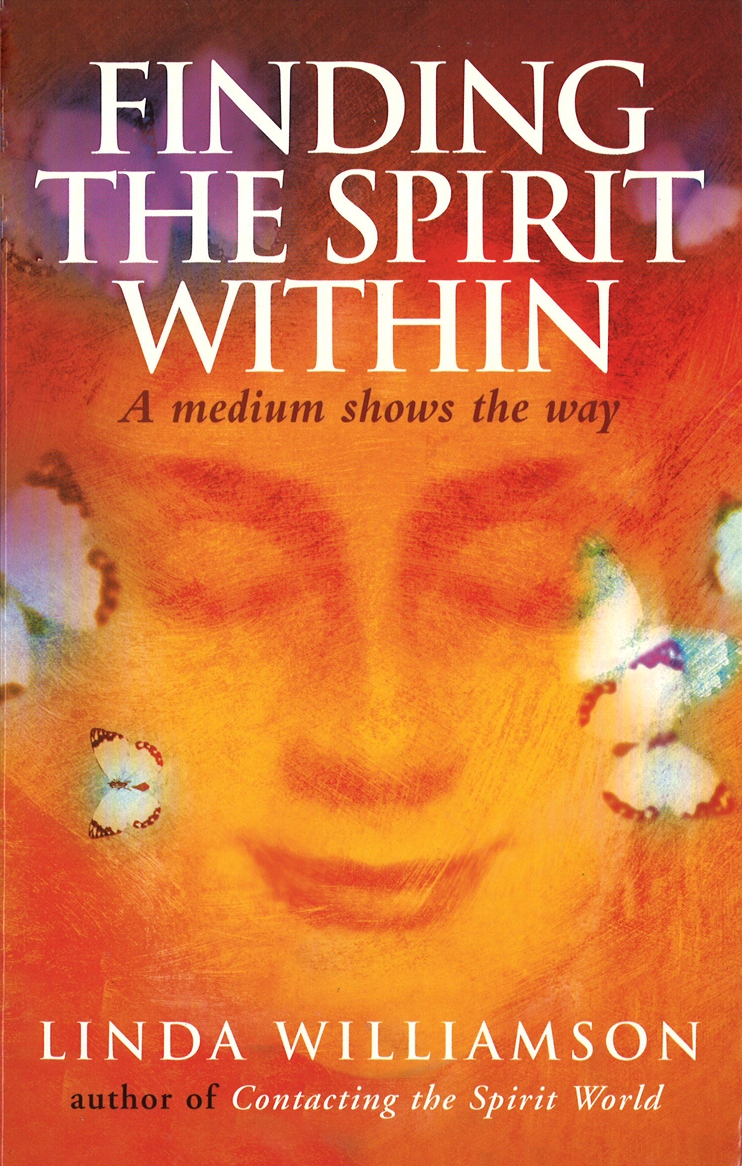 FINDING
THE SPIRIT
WITHIN
A medium shows the way
LINDA WILLIAMSON
author of Contacting the Spirit World